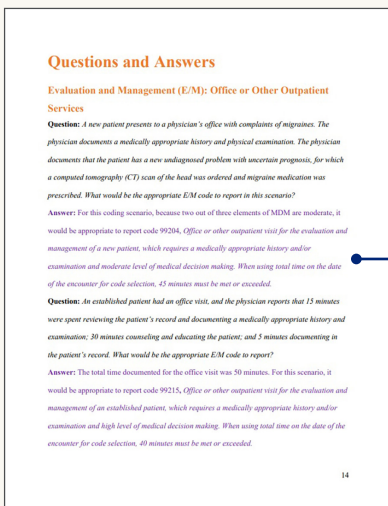 Questions and Answers
Evaluation and Management (E/M): Office or Other Outpatient
Services
Question: A new patient presents to a physician's office with complaints of migraines. The
physician documents a medically appropriate history and physical examination. The physician
documents that the patient has a new undiagnosed problem with uncertain prognosis, for which
a computed tomography (CT) scan of the head was ordered and migraine medication was
prescribed. What would be the appropriate E/M code to report in this scenario?
Answer: For this coding scenario, because two out of three elements of MDM are moderate, it
would be appropriate to report code 99204, Office or other outpatient visit for the evaluation and
management of a new patient, which requires a medically appropriate history and/or
examination and moderate level of medical decision making. When using total time on the date
of the encounter for code selection, 45 minutes must be met or exceeded.
Question: An established patient had an office visit, and the physician reports that 15 minutes
were spent reviewing the patient's record and documenting a medically appropriate history and
examination; 30 minutes counseling and educating the patient; and 5 minutes documenting in
the patient's record. What would be the appropriate E/M code to report?
Answer: The total time documented for the office visit was 50 minutes. For this scenario, it
would be appropriate to report code 99215, Office or other outpatient visit for the evaluation and
management of an established patient, which requires a medically appropriate history and/or
examination and high level of medical decision making. When using total time on the date of the
encounter for code selection, 40 minutes must be met or exceeded.
14